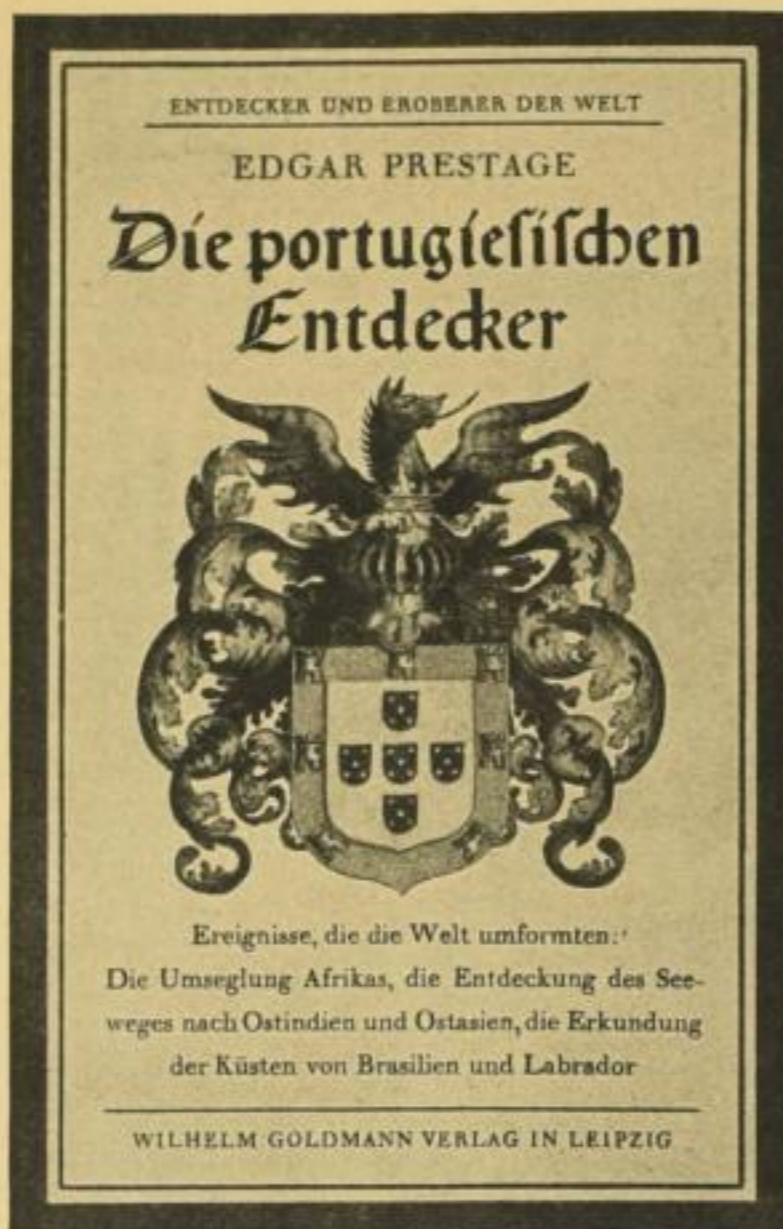 ENTDECKER UND EROBERER DER WELT
EDGAR PRESTAGE
Die portugieſiſchen
Entdecker
Ereignisse, die die Welt umformten:
Die Umseglung Afrikas, die Entdeckung des See-
weges nach Ostindien und Ostasien, die Erkundung
der Küsten von Brasilien und Labrador
WILHELM GOLDMANN VERLAG IN LEIPZIG